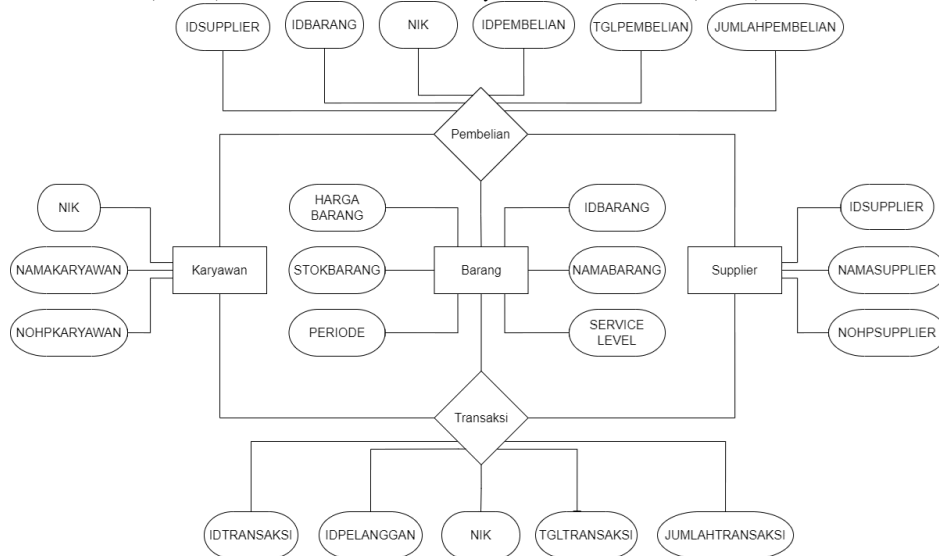 IDSUPPLIER
IDBARANG
NIK
IDPEMBELIAN
TGLPEMBELIAN
JUMLAHPEMBELIAN
Pembelian
NIK
HARGA
BARANG
IDBARANG
IDSUPPLIER
NAMAKARYAWAN
Karyawan
STOKBARANG
Barang
NAMABARANG
Supplier
NAMASUPPLIER
NOHPKARYAWAN
PERIODE
SERVICE
LEVEL
NOHPSUPPLIER
Transaksi
IDTRANSAKSI
IDPELANGGAN
NIK
TGLTRANSAKSI
JUMLAHTRANSAKSI